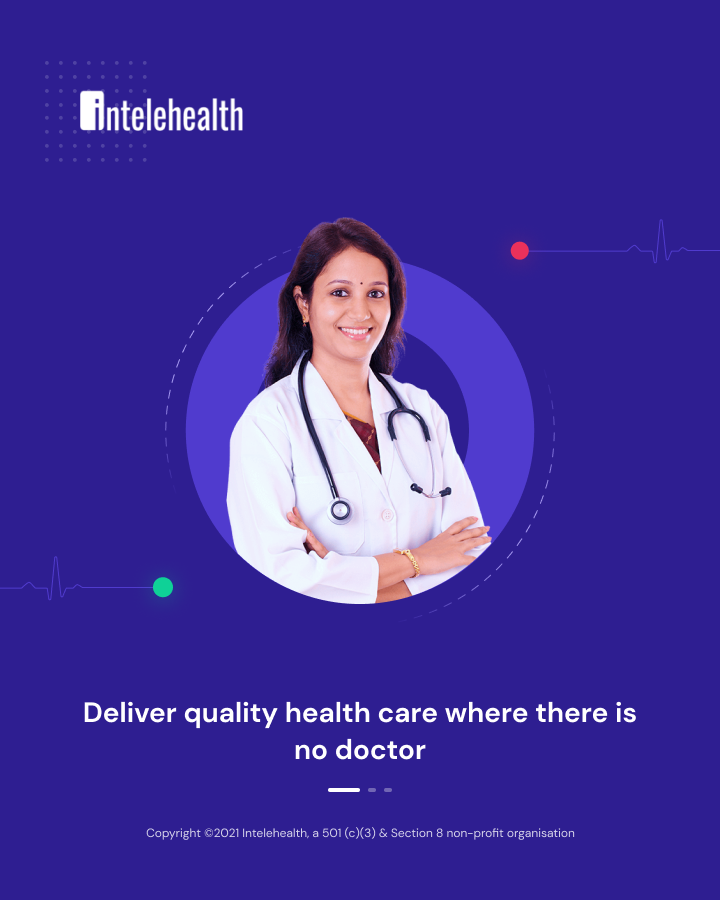 intelehealth
Deliver quality health care where there is
no doctor
Copyright ©2021 Intelehealth, a 501 (c)(3) & Section 8 non-profit organisation